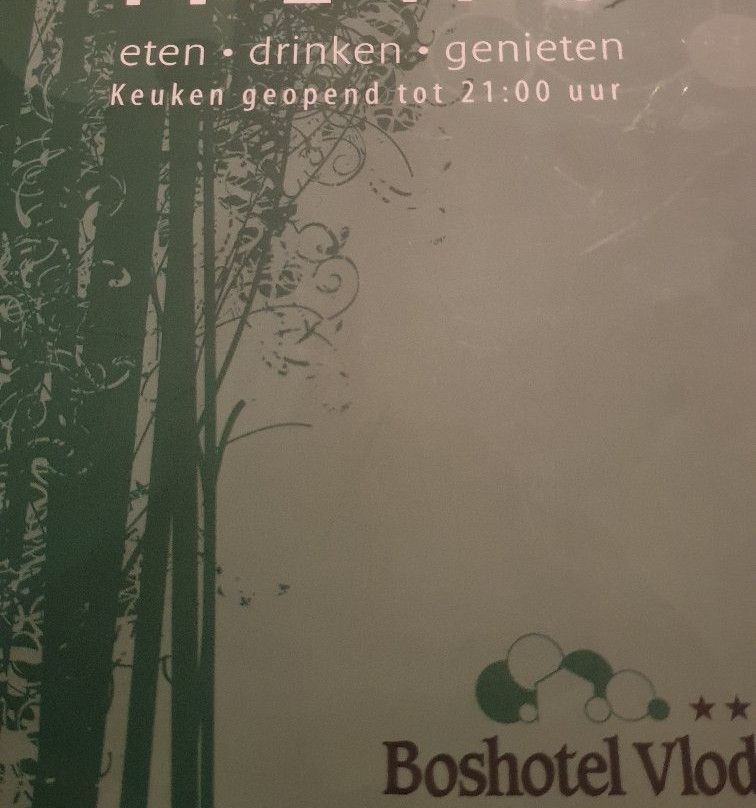 eten • drinken • genieten
Keuken geopend tot 21:00 uur
Boshotel Vlod